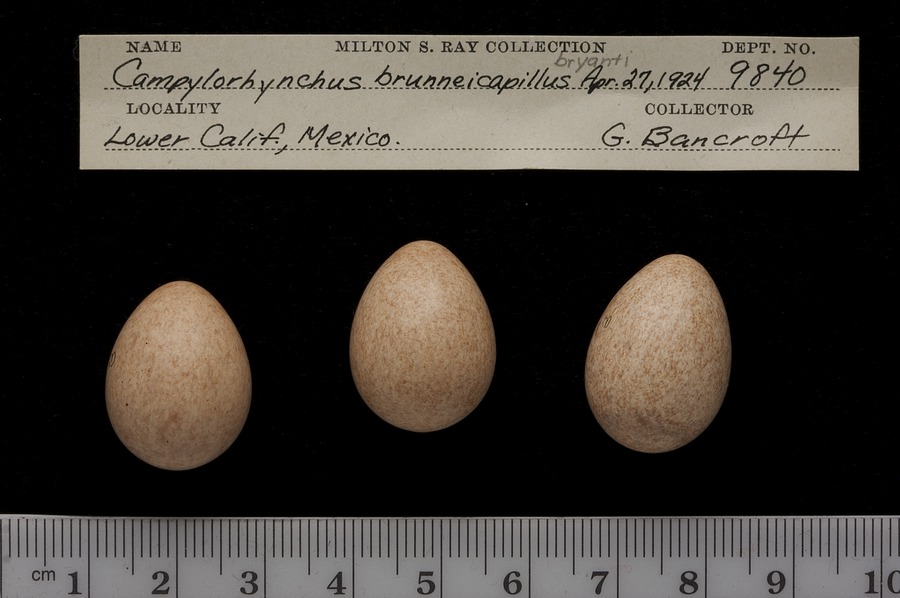 NAME MILTON S. RAY COLLECTION DEPT. NO.
bryanti
Campylorhynchus brunneicapillus Apr. 27, 1924 9840
LOCALITY COLLECTOR
Lower Calif., Mexico. G. Bancroft
cm 1 2 3 4 5 6 7 8 9 10